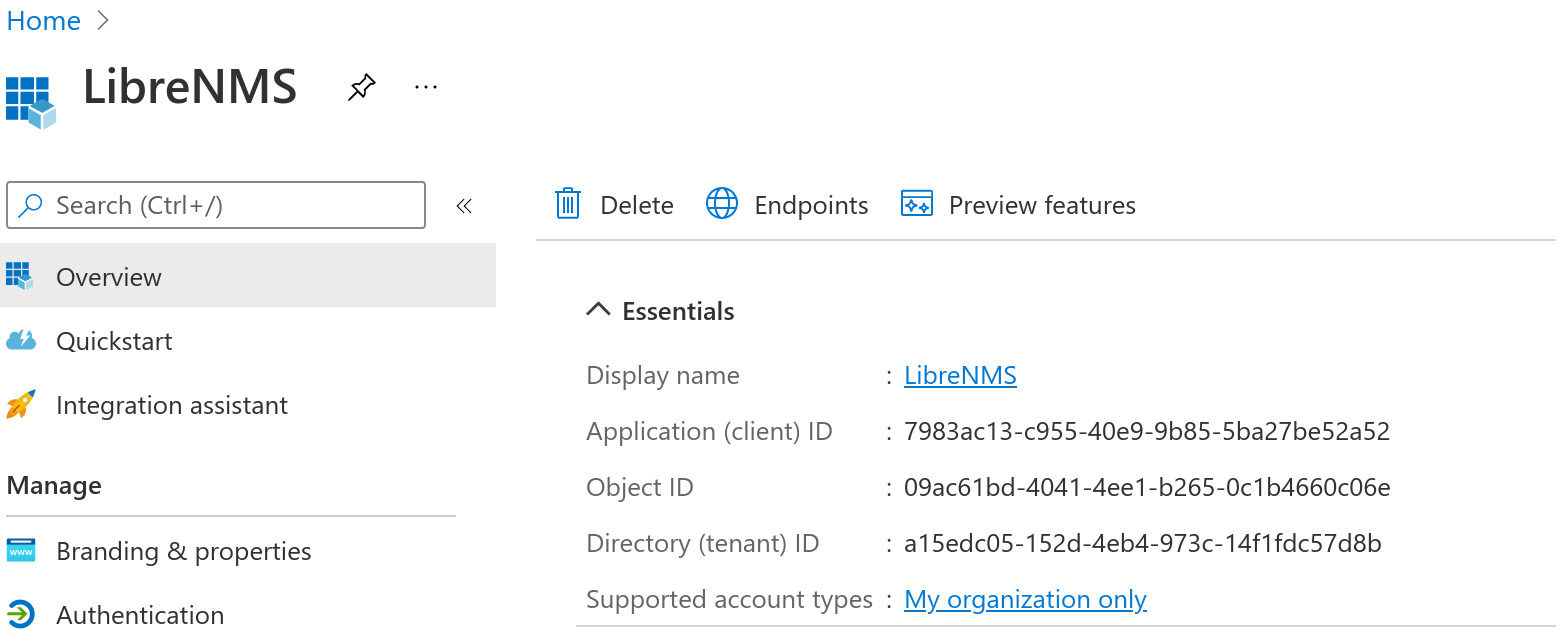 Home
LibreNMS
Search (Ctrl+/)
Delete Endpoints Preview features
Overview
Quickstart
Integration assistant
Manage
Branding & properties
Authentication
Essentials
Display name : LibreNMS
Application (client) ID : 7983ac13-c955-40e9-9b85-5ba27be52a52
Object ID : 09ac61bd-4041-4ee1-b265-0c1b4660c06e
Directory (tenant) ID : a15edc05-152d-4eb4-973c-14f1fdc57d8b
Supported account types : My organization only